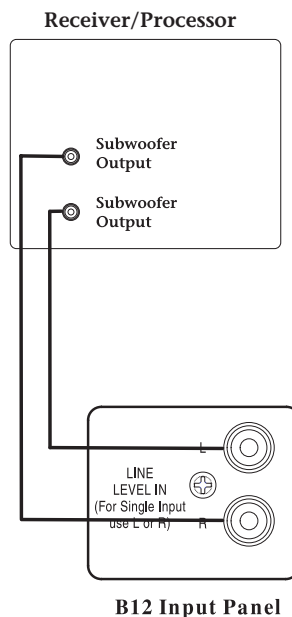 Receiver/Processor
Subwoofer
Output
Subwoofer
Output
L
LINE
LEVEL IN
(For Single Input
use L or R)
R
B12 Input Panel